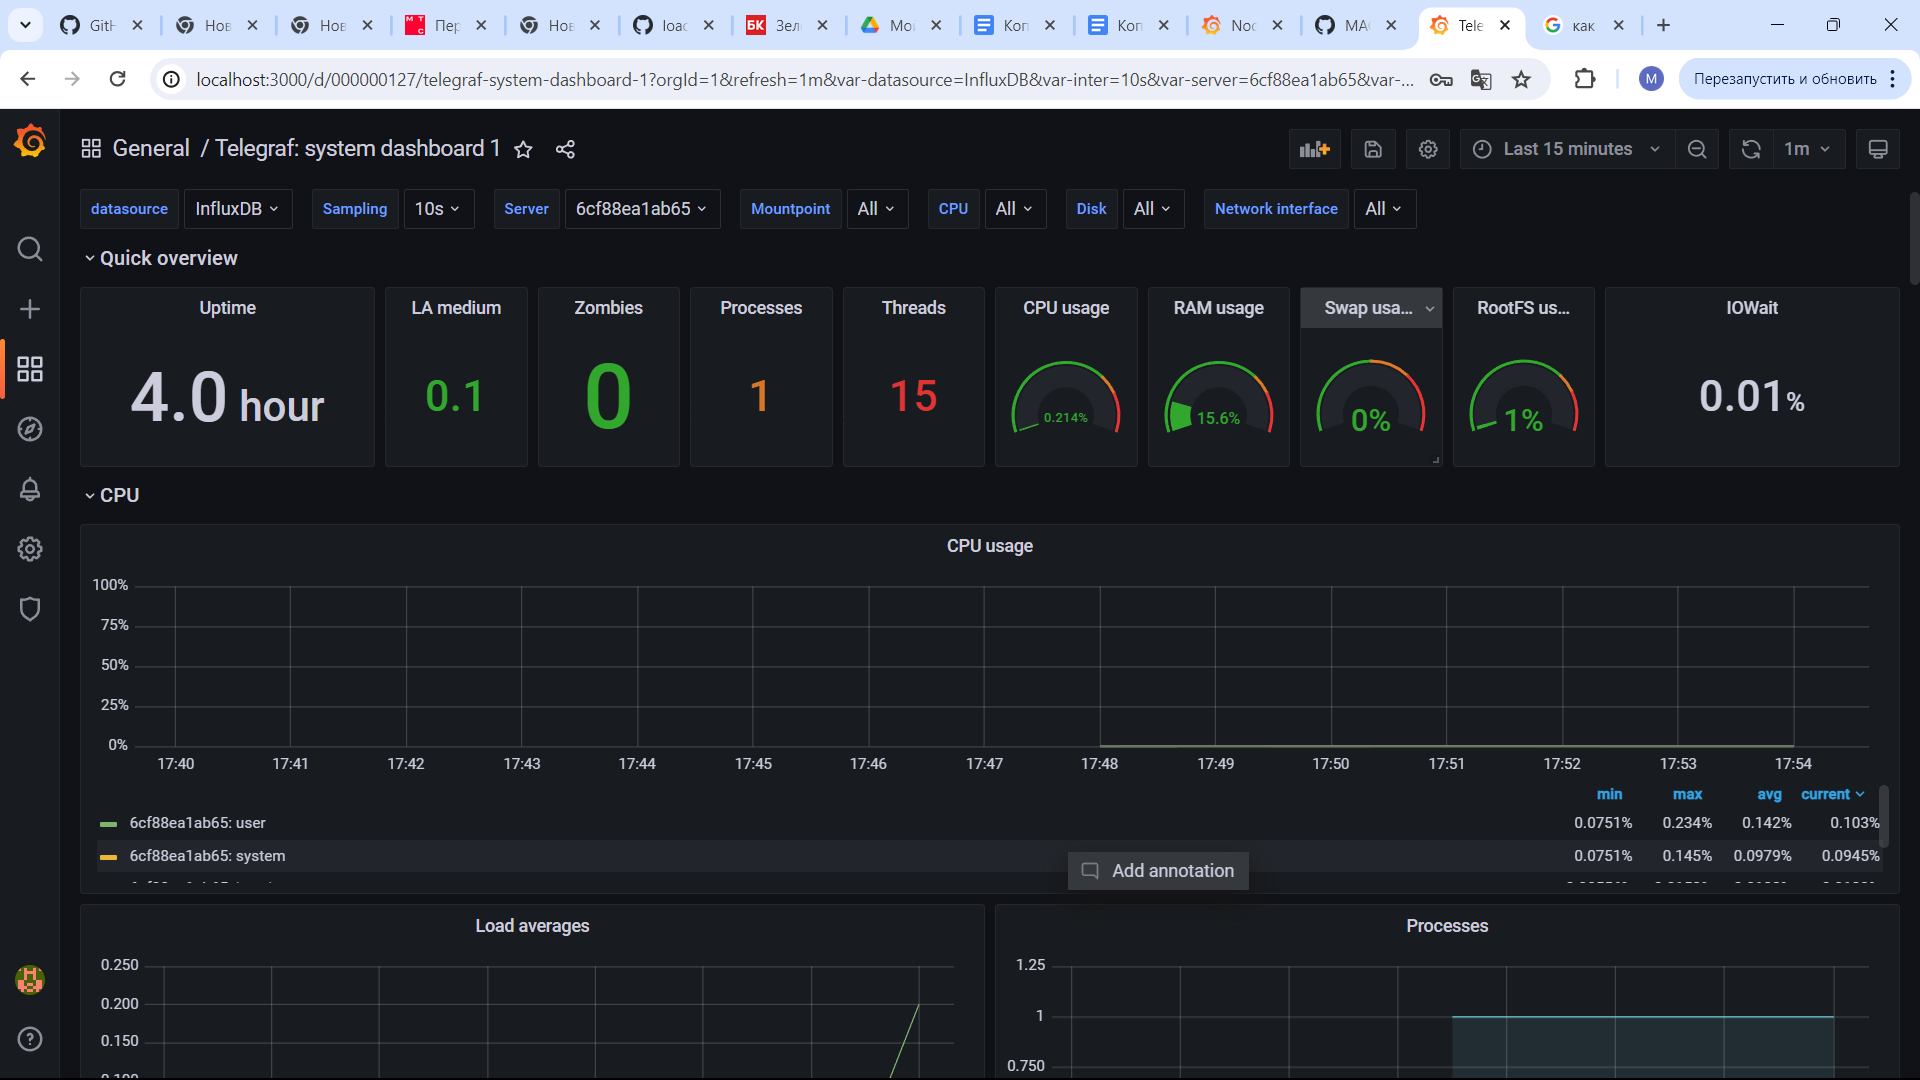 GitH
Нов
Нов
МТС
Пер
Нов
loac
БК
Зел
Мой
Коп
Коп
Noc
MA
Tele
как
localhost:3000/d/000000127/telegraf-system-dashboard-1?orgId=1&refresh=1m&var-datasource=InfluxDB&var-inter=10s&var-server=6cf88ea1ab65&var-...
M
Перезапустить и обновить
General / Telegraf: system dashboard 1
Last 15 minutes
1m
datasource InfluxDB Sampling 10s Server 6cf88ea1ab65 Mountpoint All CPU All Disk All Network interface All
Quick overview
Uptime LA medium Zombies Processes Threads CPU usage RAM usage Swap usa... RootFS us... IOWait
4.0 hour 0.1 0 1 15 0.214% 15.6% 0% 1% 0.01%
CPU
CPU usage
100%
75%
50%
25%
0%
17:40 17:41 17:42 17:43 17:44 17:45 17:46 17:47 17:48 17:49 17:50 17:51 17:52 17:53 17:54
min max avg current
6cf88ea1ab65: user 0.0751% 0.234% 0.142% 0.103%
6cf88ea1ab65: system 0.0751% 0.145% 0.0979% 0.0945%
Add annotation
Load averages
0.250
0.200
0.150
Processes
1.25
1
0.750